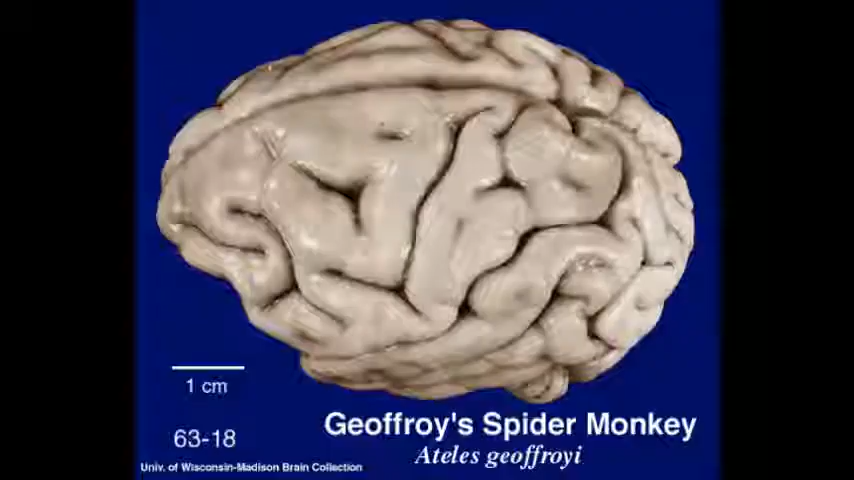 1 cm
Geoffroy's Spider Monkey
63-18
Ateles geoffroyi
Univ. of Wisconsin-Madison Brain Collection